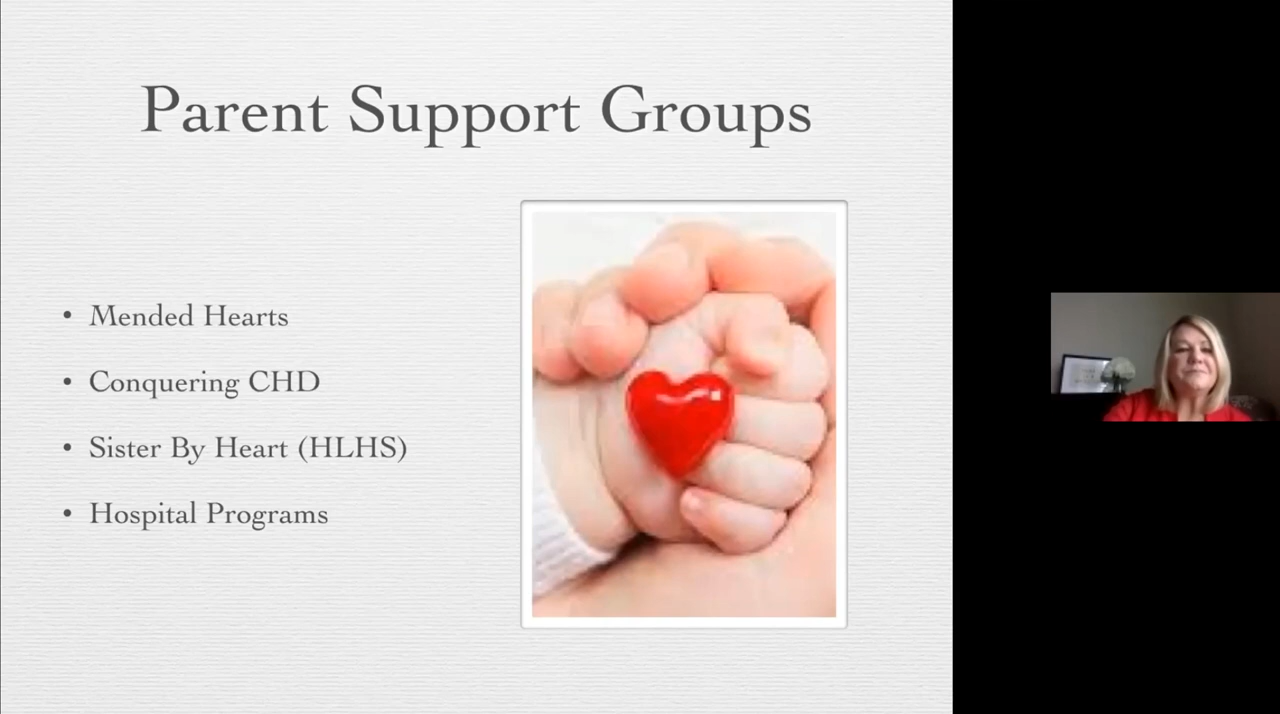 Parent Support Groups
• Mended Hearts
• Conquering CHD
• Sister By Heart (HLHS)
• Hospital Programs